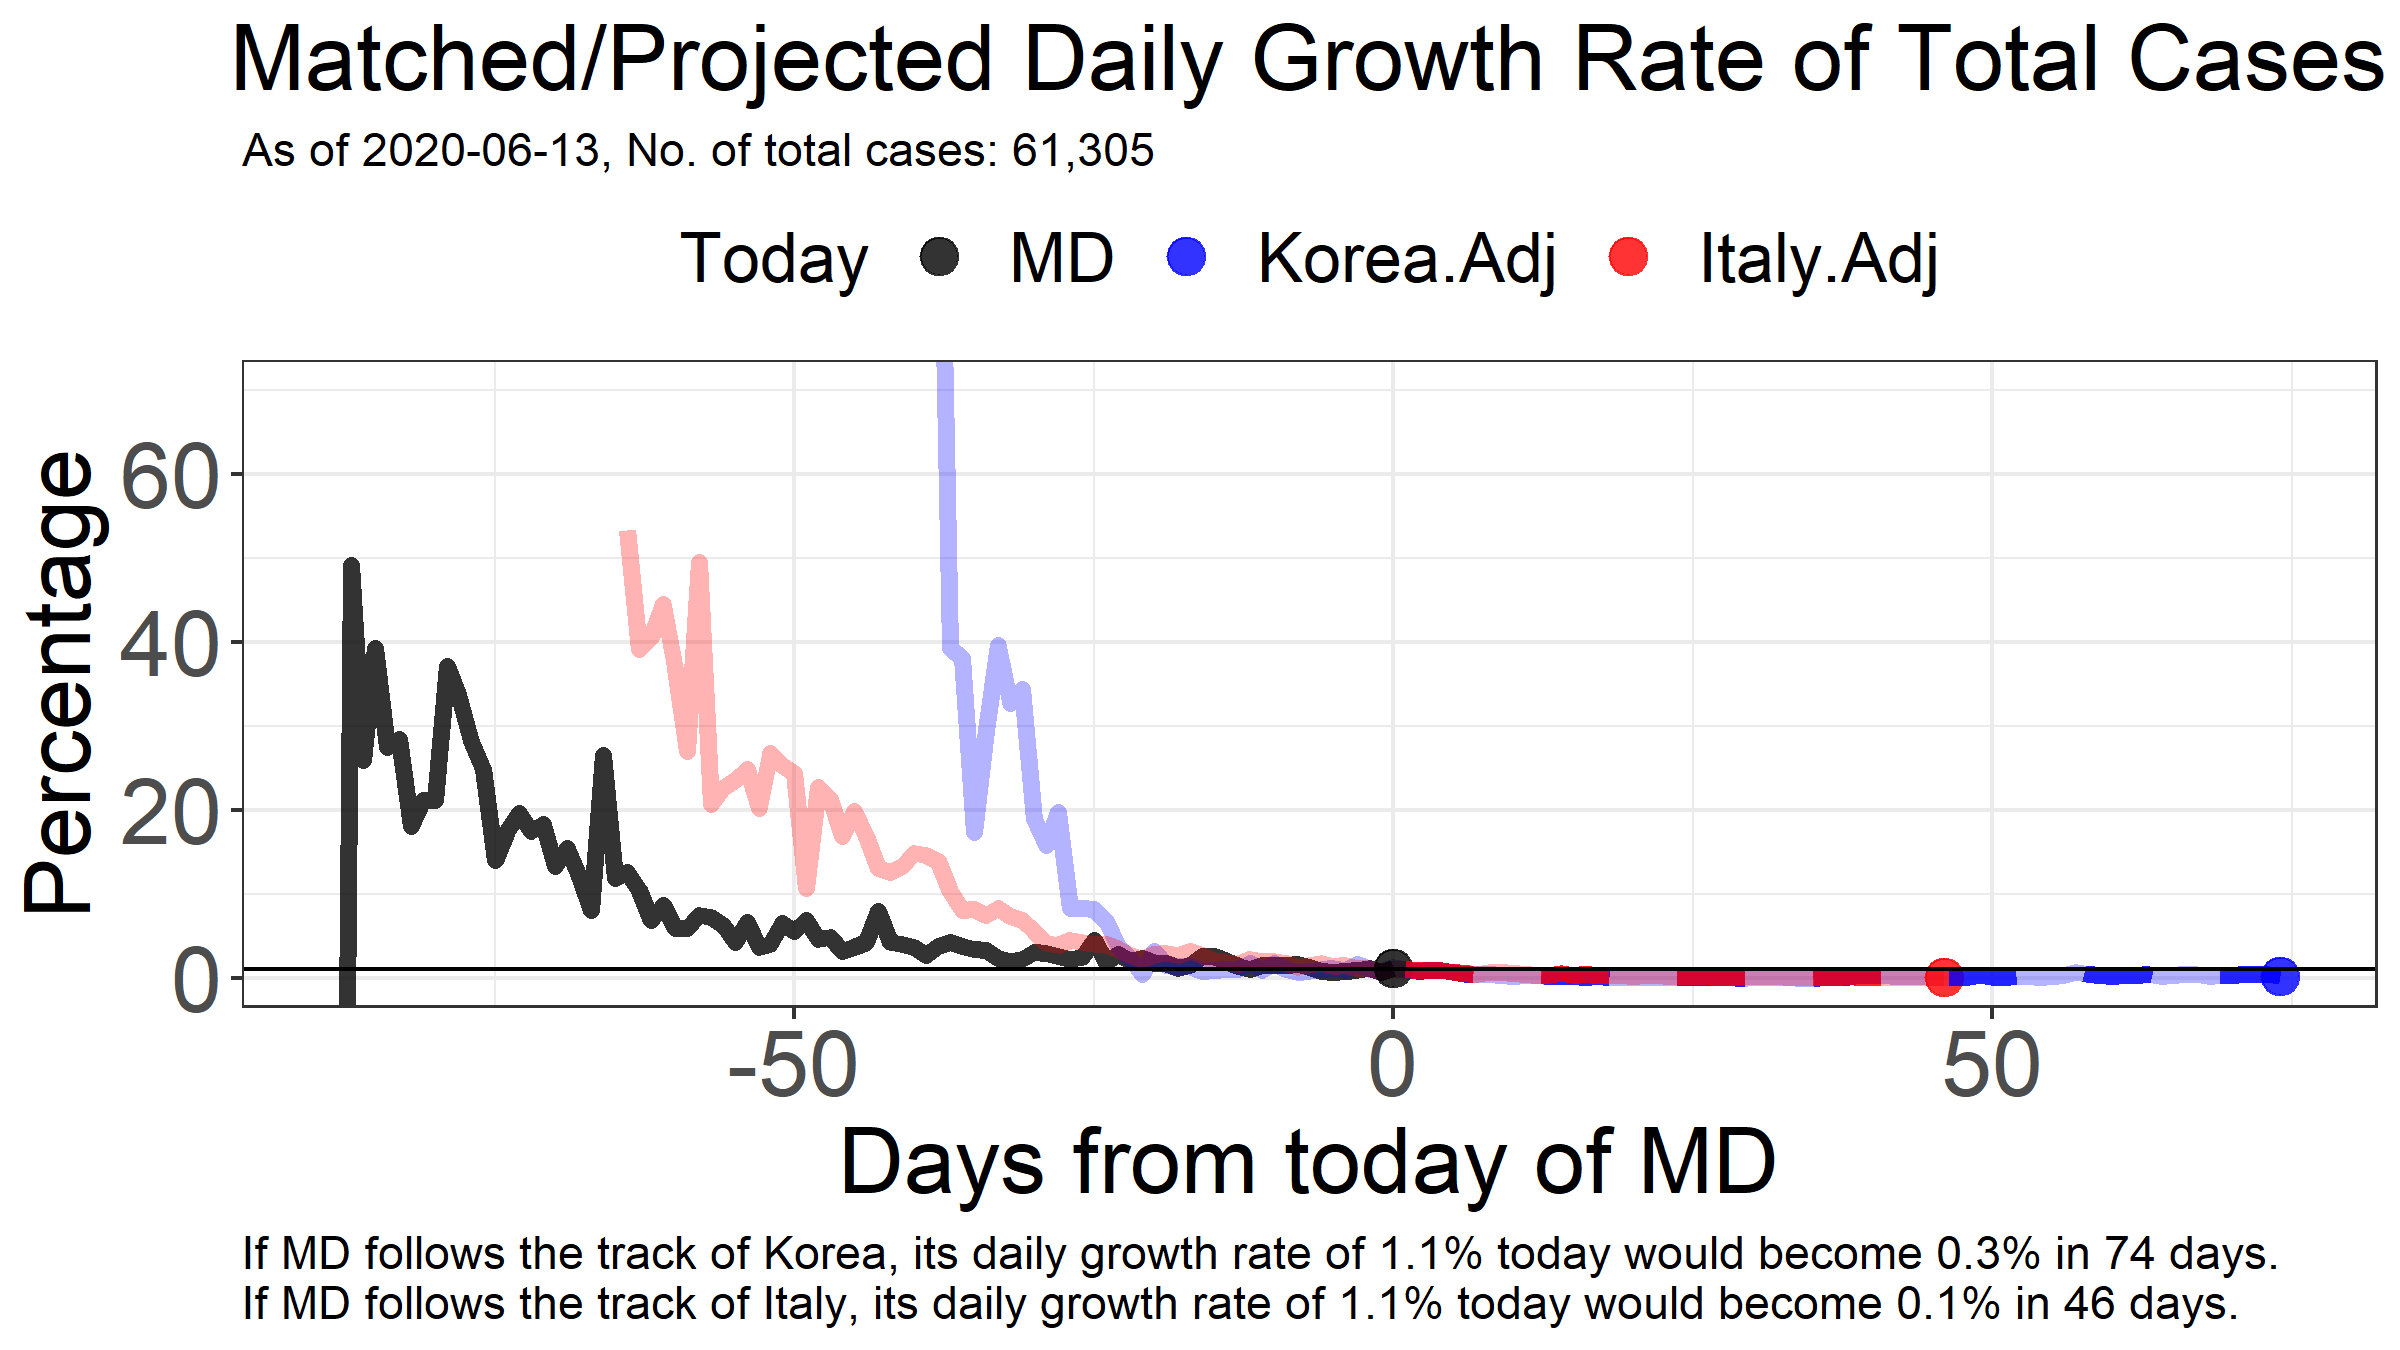 Matched/Projected Daily Growth Rate of Total Cases
As of 2020-06-13, No. of total cases: 61,305
Today MD Korea.Adj Italy.Adj
Percentage
60
40
20
0
-50 0 50
Days from today of MD
If MD follows the track of Korea, its daily growth rate of 1.1% today would become 0.3% in 74 days.
If MD follows the track of Italy, its daily growth rate of 1.1% today would become 0.1% in 46 days.